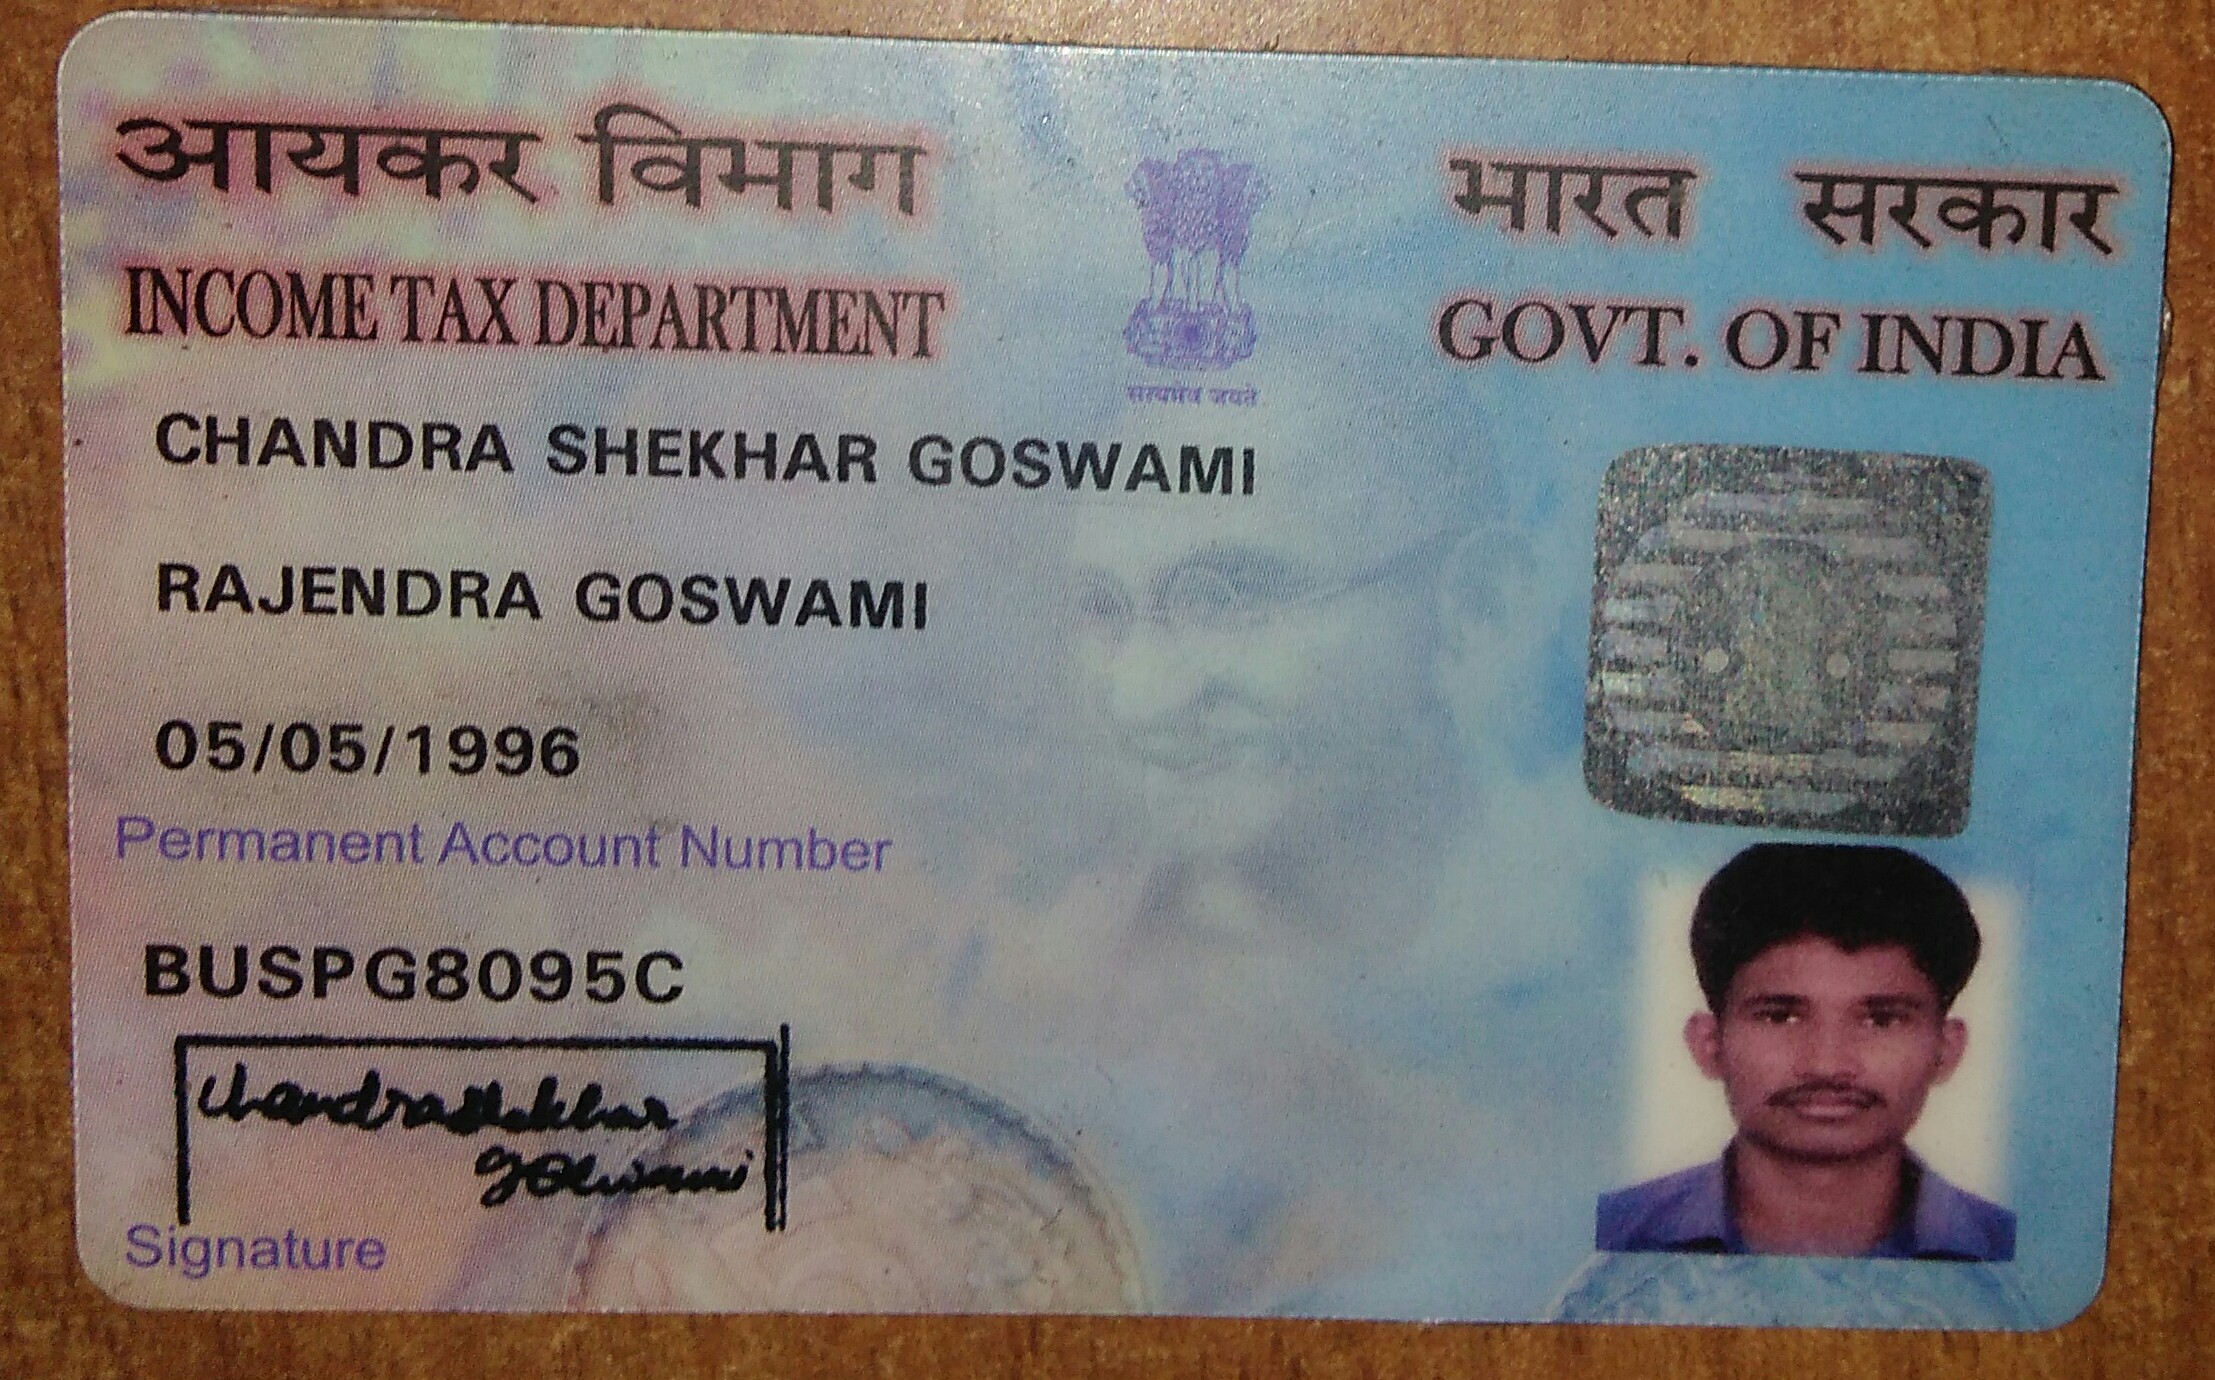 आयकर विभाग
INCOME TAX DEPARTMENT
सत्यमेव जयते
भारत सरकार
GOVT. OF INDIA
CHANDRA SHEKHAR GOSWAMI
RAJENDRA GOSWAMI
05/05/1996
Permanent Account Number
BUSPG8095C
Chandrashekhar
Goswami
Signature